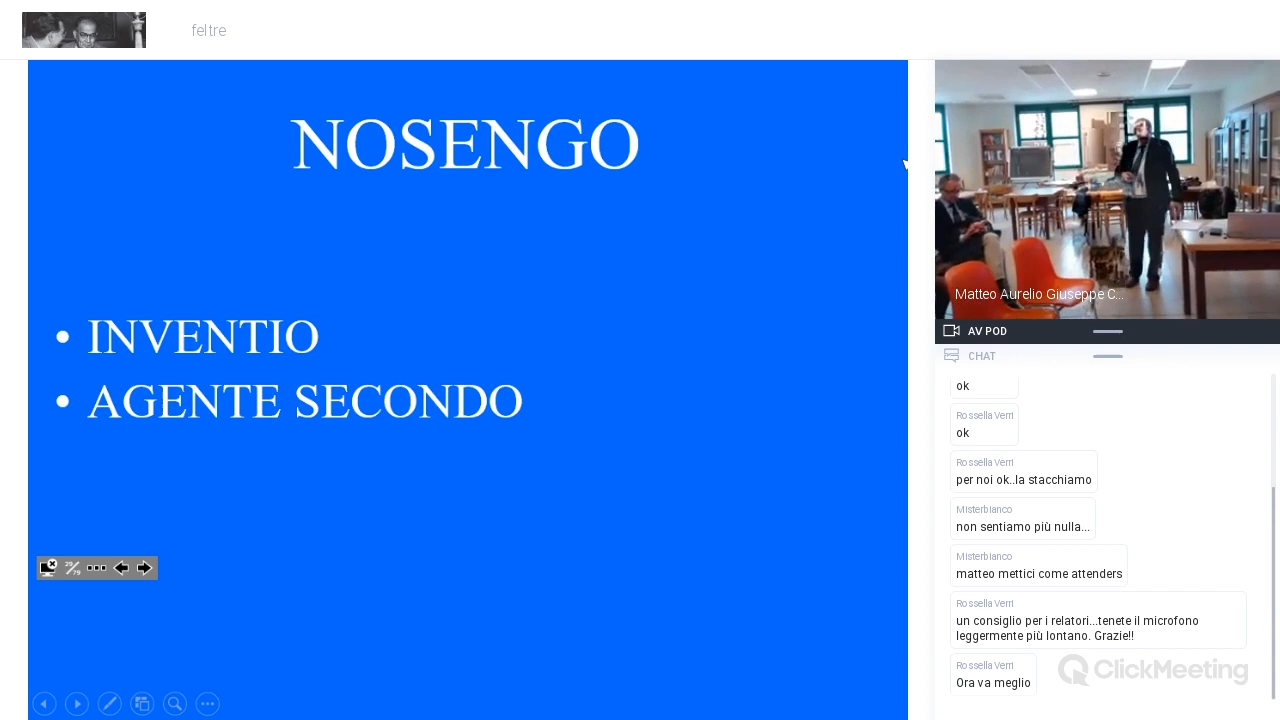 feltre
NOSENGO
• INVENTIO
• AGENTE SECONDO
29/79
Matteo Aurelio Giuseppe C...
AV POD
CHAT
ok
Rossella Verri
ok
Rossella Verri
per noi ok..la stacchiamo
Misterbianco
non sentiamo più nulla...
Misterbianco
matteo mettici come attenders
Rossella Verri
un consiglio per i relatori...tenete il microfono
leggermente più lontano. Grazie!!
Rossella Verri
Ora va meglio
ClickMeeting